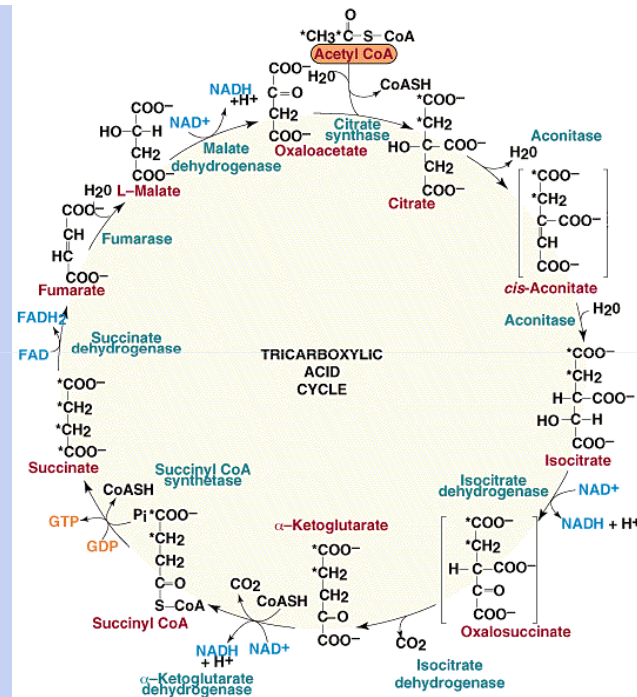 O
*CH3*C–S–CoA
Acetyl CoA
H20
CoASH
COO–
C=O
CH2
COO–
Oxaloacetate
Citrate
synthase
*COO–
*CH2
HO C–COO–
CH2
COO–
Citrate
Aconitase
H20
*COO–
*CH2
C–COO–
CH
COO–
cis-Aconitate
Aconitase
H20
*COO–
*CH2
H–C–COO–
HO–C–H
COO–
Isocitrate
Isocitrate
dehydrogenase
NAD+
NADH + H+
*COO–
*CH2
H–C–COO–
C=O
COO–
Oxalosuccinate
CO2
Isocitrate
dehydrogenase
α–Ketoglutarate
*COO–
*CH2
CH2
C–O
COO–
CO2
CoASH
NADH
+ H+
NAD+
α–Ketoglutarate
dehydrogenase
Succinyl CoA
synthetase
Pi
*COO–
*CH2
CH2
C=O
S–CoA
Succinyl CoA
CoASH
GTP
GDP
*COO–
*CH2
*CH2
*COO–
Succinate
FADH2
FAD
Succinate
dehydrogenase
COO–
CH
HC
COO–
Fumarate
H20
Fumarase
COO–
HO–C–H
CH2
COO–
L–Malate
NAD+
NADH
+H+
Malate
dehydrogenase
TRICARBOXYLIC
ACID
CYCLE